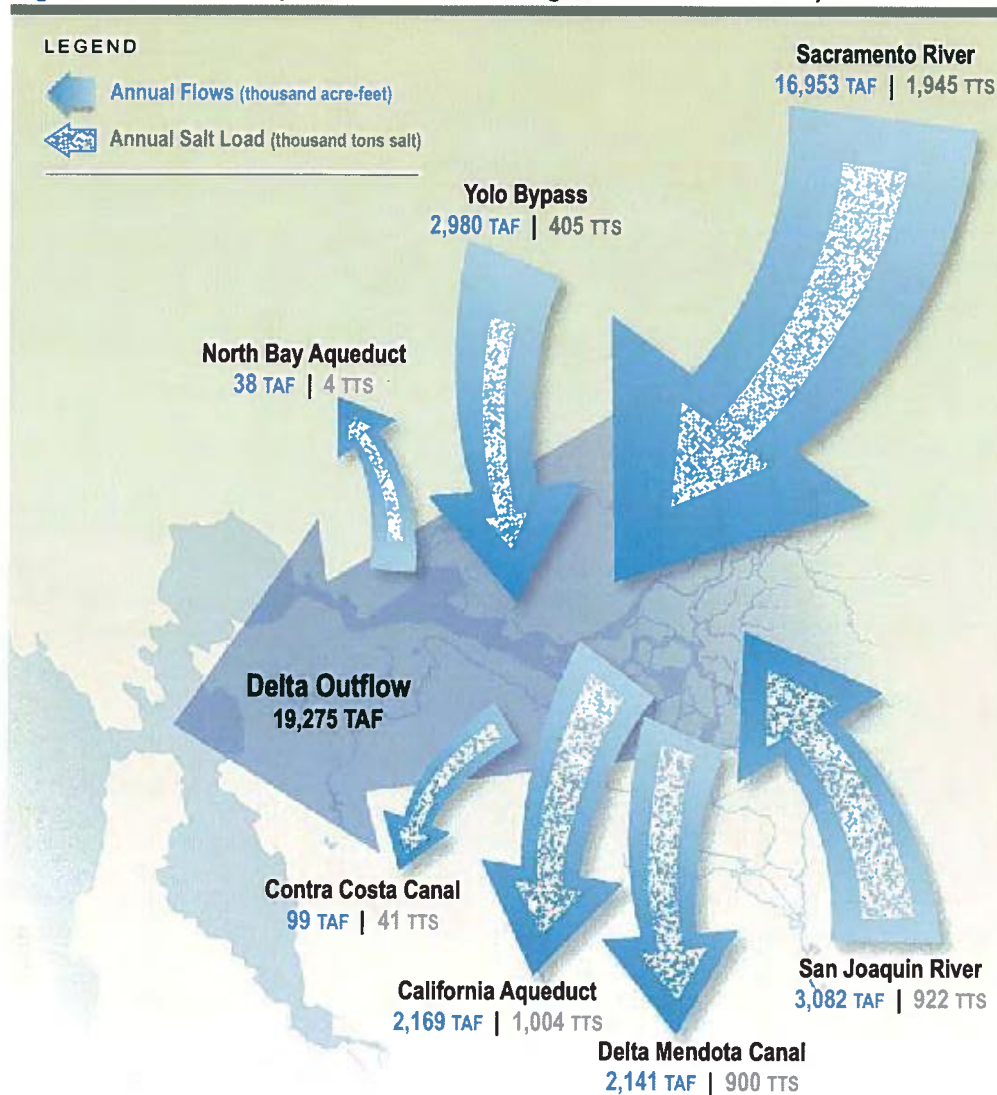 LEGEND
Annual Flows (thousand acre-feet)
Annual Salt Load (thousand tons salt)
Sacramento River
16,953 TAF | 1,945 TTS
Yolo Bypass
2,980 TAF | 405 TTS
North Bay Aqueduct
38 TAF | 4 TTS
Delta Outflow
19,275 TAF
Contra Costa Canal
99 TAF | 41 TTS
California Aqueduct
2,169 TAF | 1,004 TTS
Delta Mendota Canal
2,141 TAF | 900 TTS
San Joaquin River
3,082 TAF | 922 TTS